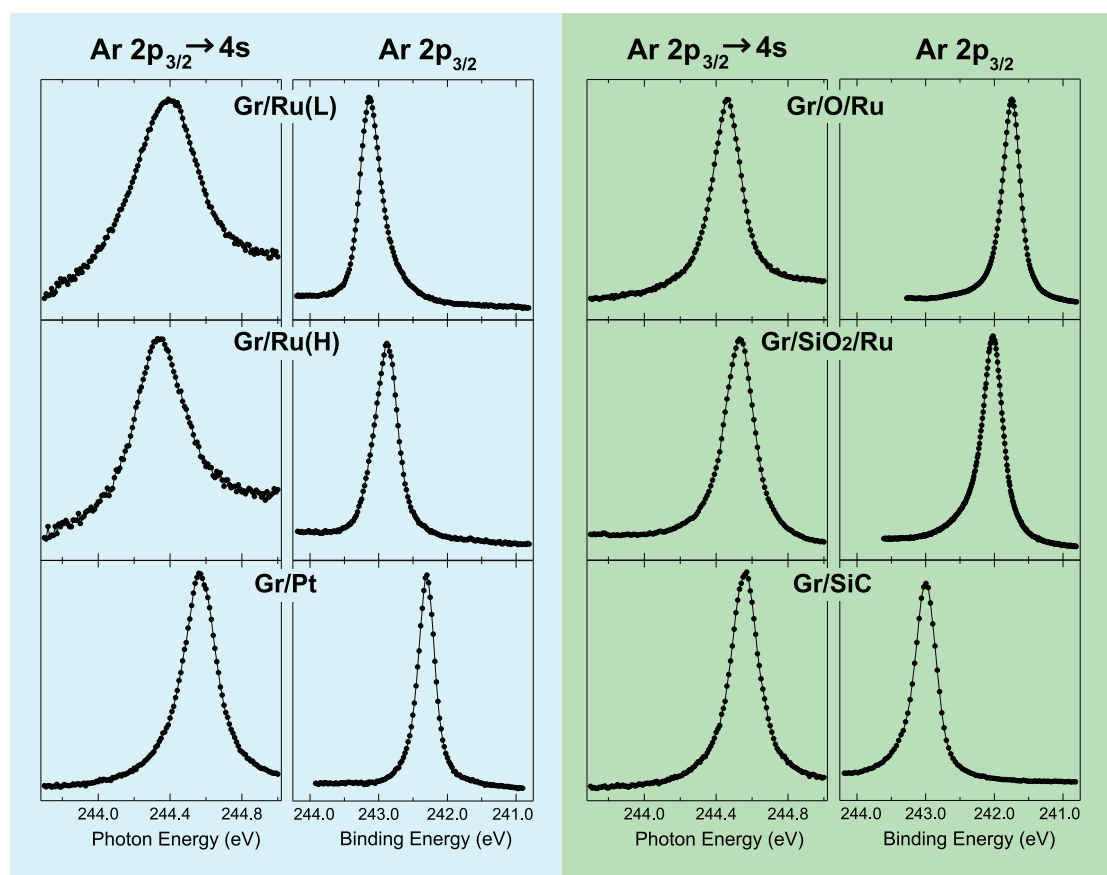 Ar 2p3/2→4s
Ar 2p3/2
Ar 2p3/2→4s
Ar 2p3/2
Gr/Ru(L)
Gr/O/Ru
Gr/Ru(H)
Gr/SiO2/Ru
Gr/Pt
Gr/SiC
244.0 244.4 244.8
244.0 243.0 242.0 241.0
244.0 244.4 244.8
244.0 243.0 242.0 241.0
Photon Energy (eV)
Binding Energy (eV)
Photon Energy (eV)
Binding Energy (eV)